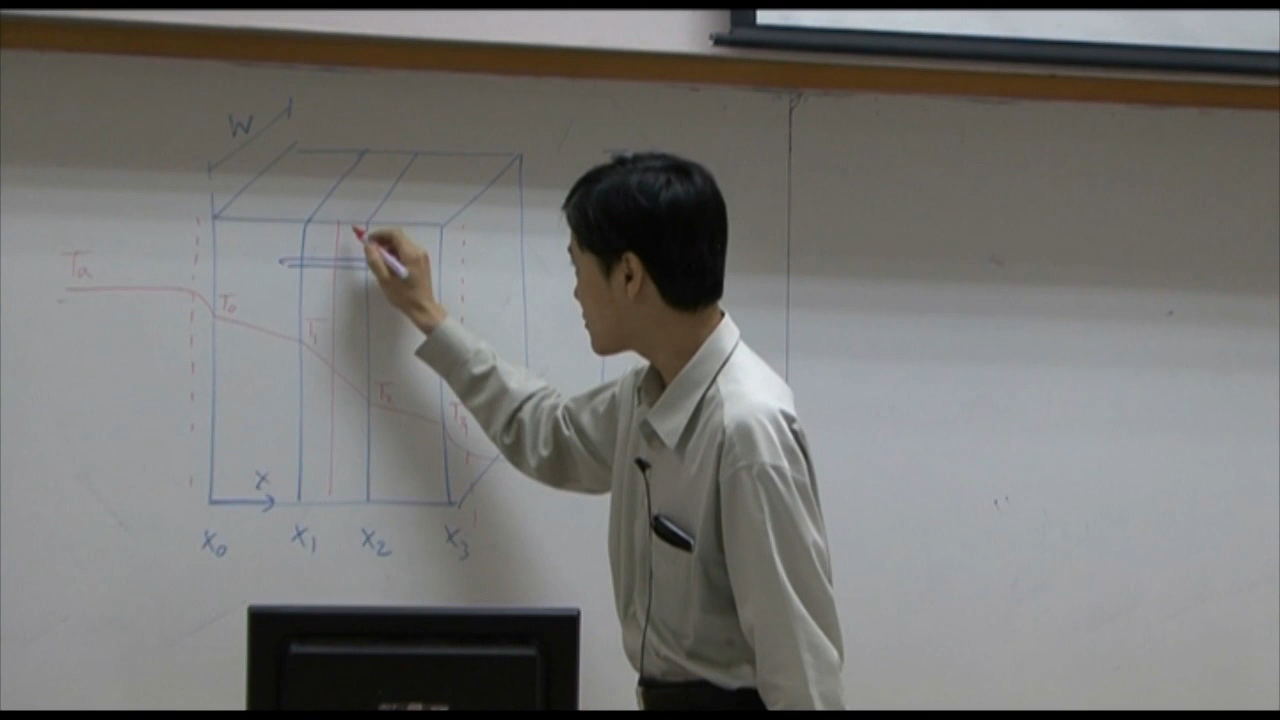 W
Ta
T₀
T₁
T₂
T₃
x
x₀ x₁ x₂ x₃